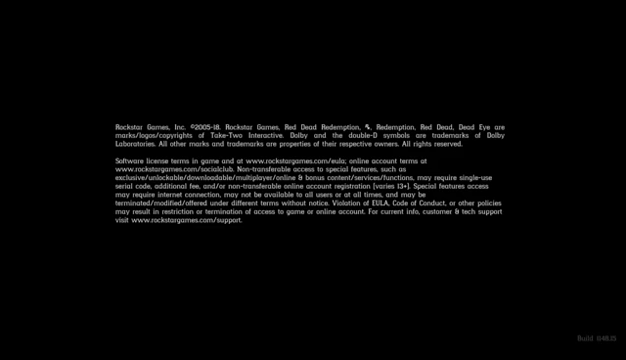 Rockstar Games, Inc. ©2005-18. Rockstar Games, Red Dead Redemption, Redemption, Red Dead, Dead Eye are
marks/logos/copyrights of Take-Two Interactive. Dolby and the double-D symbols are trademarks of Dolby
Laboratories. All other marks and trademarks are properties of their respective owners. All rights reserved.
Software license terms in game and at www.rockstargames.com/eula; online account terms at
www.rockstargames.com/socialclub. Non-transferable access to special features, such as
exclusive/unlockable/downloadable/multiplayer/online & bonus content/services/functions, may require single-use
serial code, additional fee, and/or non-transferable online account registration (varies 13+). Special features access
may require internet connection, may not be available to all users or at all times, and may be
terminated/modified/offered under different terms without notice. Violation of EULA, Code of Conduct, or other policies
may result in restriction or termination of access to game or online account. For current info, customer & tech support
visit www.rockstargames.com/support.
Build